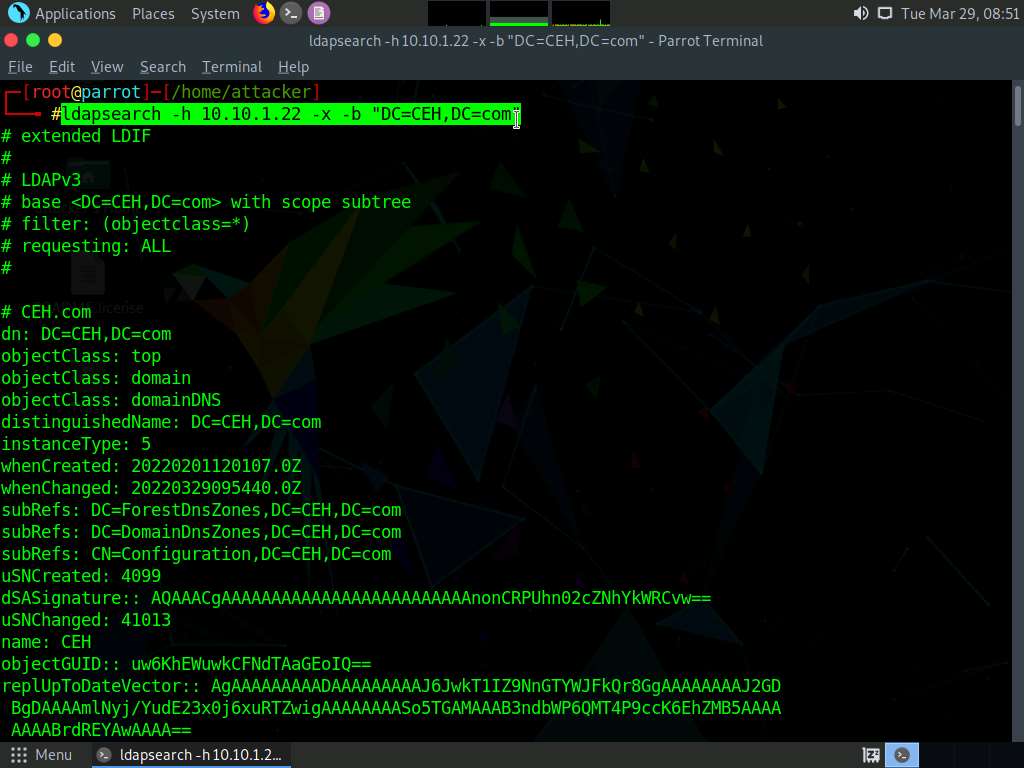 Applications Places System Tue Mar 29, 08:51
ldapsearch -h 10.10.1.22 -x -b "DC=CEH,DC=com" - Parrot Terminal
File Edit View Search Terminal Help
[root@parrot]─[/home/attacker]
#ldapsearch -h 10.10.1.22 -x -b "DC=CEH,DC=com"
# extended LDIF
#
# LDAPv3
# base <DC=CEH,DC=com> with scope subtree
# filter: (objectclass=*)
# requesting: ALL
#
# CEH.com
dn: DC=CEH,DC=com
objectClass: top
objectClass: domain
objectClass: domainDNS
distinguishedName: DC=CEH,DC=com
instanceType: 5
whenCreated: 20220201120107.0Z
whenChanged: 20220329095440.0Z
subRefs: DC=ForestDnsZones,DC=CEH,DC=com
subRefs: DC=DomainDnsZones,DC=CEH,DC=com
subRefs: CN=Configuration,DC=CEH,DC=com
uSNCreated: 4099
dSASignature:: AQAAACgAAAAAAAAAAAAAAAAAAAAAAAAAnonCRPUhn02cZNhYkWRCvw==
uSNChanged: 41013
name: CEH
objectGUID:: uw6KhEWuwkCFNdTAaGEoIQ==
replUpToDateVector:: AgAAAAAAAAADAAAAAAAAAJ6JwkT1IZ9NnGTYWJFkQr8GgAAAAAAAAJ2GD
BgDAAAAmlNyj/YudE23x0j6xuRTZwigAAAAAAAASo5TGAMAAAB3ndbWP6QMT4P9ccK6EhZMB5AAAA
AAAABrdREYAwAAAA==
Menu ldapsearch -h 10.10.1.2...